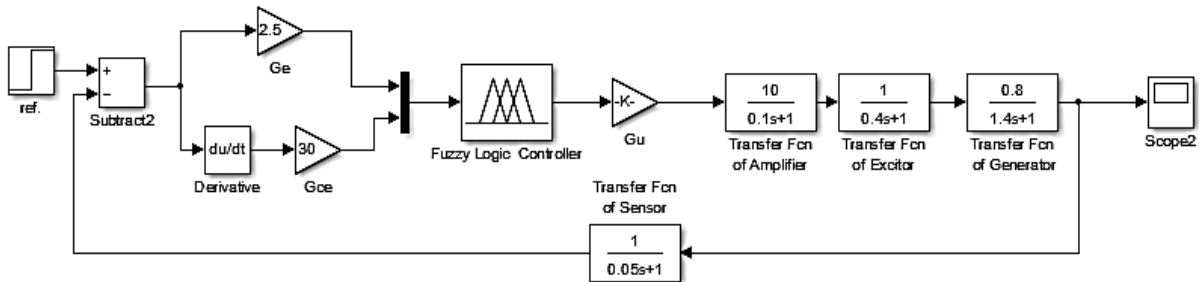 2.5
Ge
+
−
ref.
Subtract2
du/dt
Derivative
30
Gce
Fuzzy Logic Controller
-K-
Gu
10
0.1s+1
Transfer Fcn
of Amplifier
1
0.4s+1
Transfer Fcn
of Excitor
0.8
1.4s+1
Transfer Fcn
of Generator
Scope2
Transfer Fcn
of Sensor
1
0.05s+1